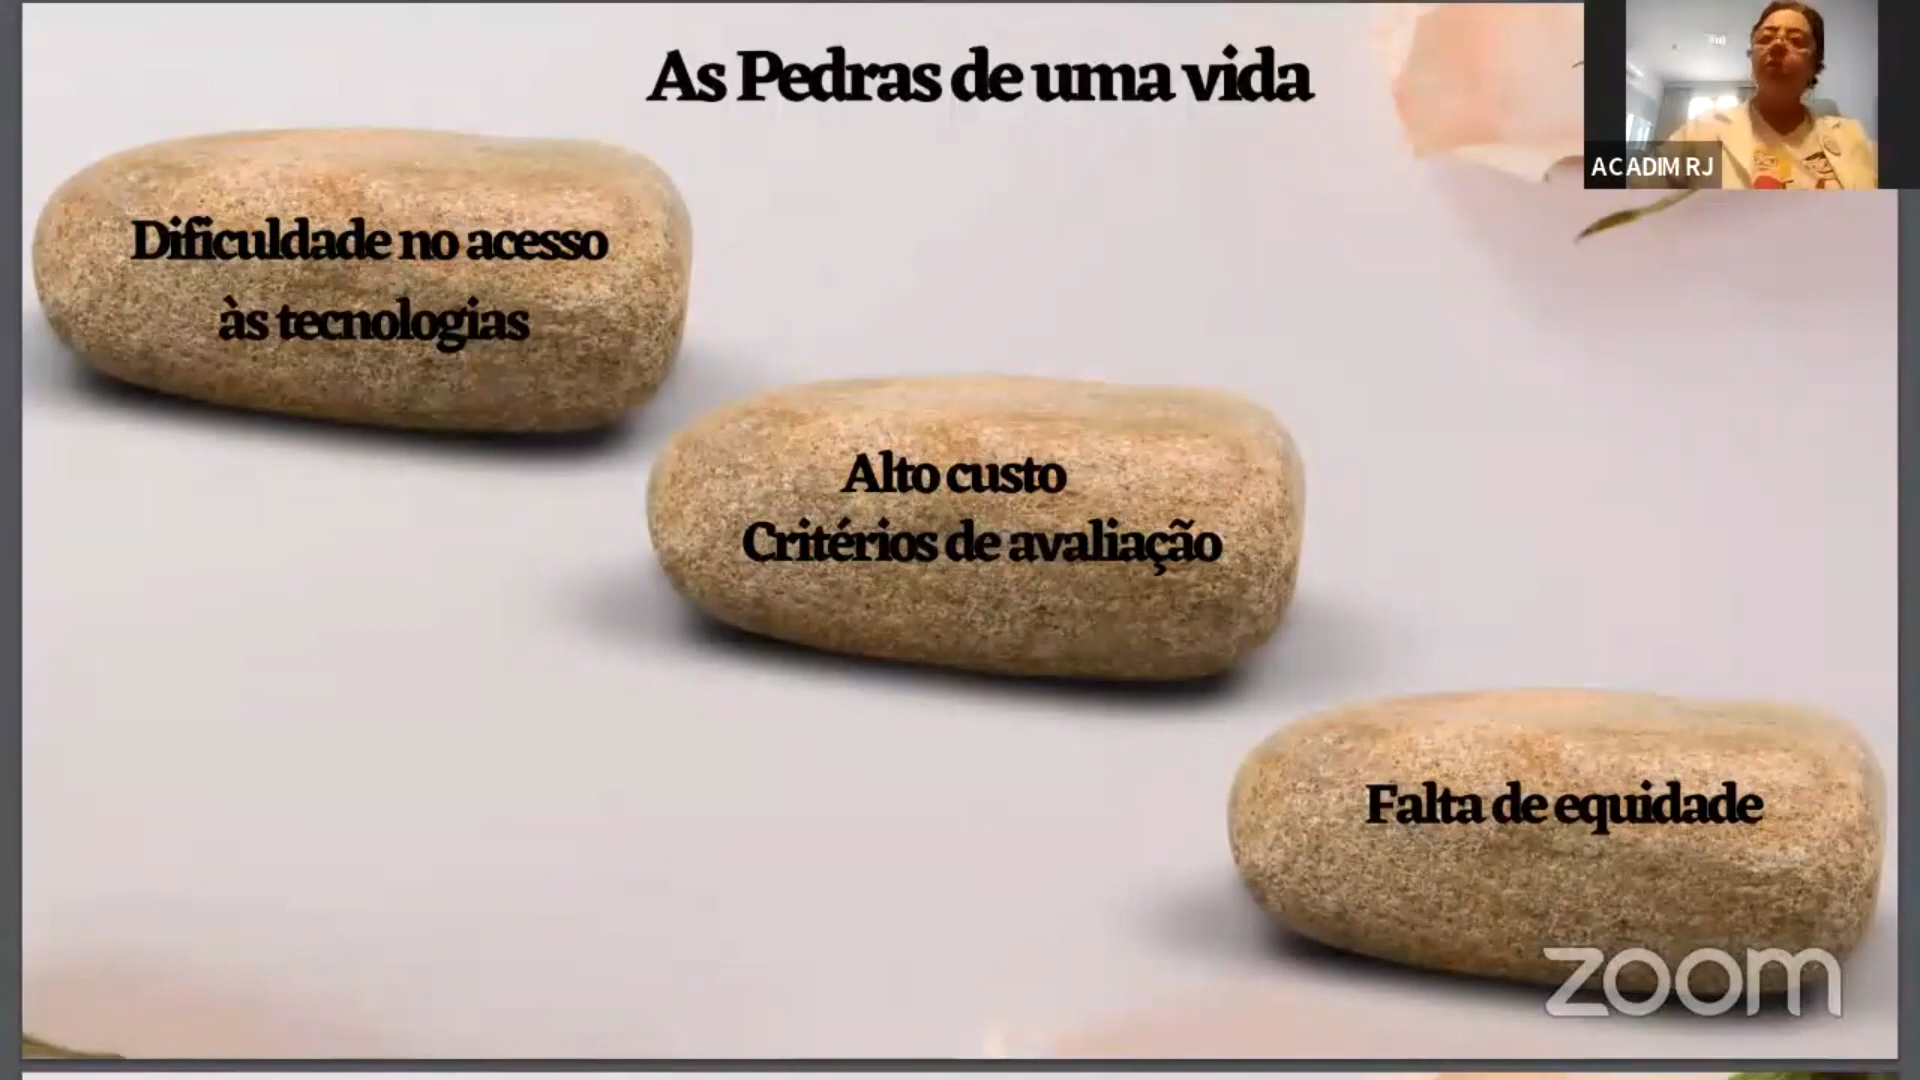 As Pedras de uma vida
ACADIM RJ
Dificuldade no acesso
às tecnologias
Alto custo
Critérios de avaliação
Falta de equidade
zoom